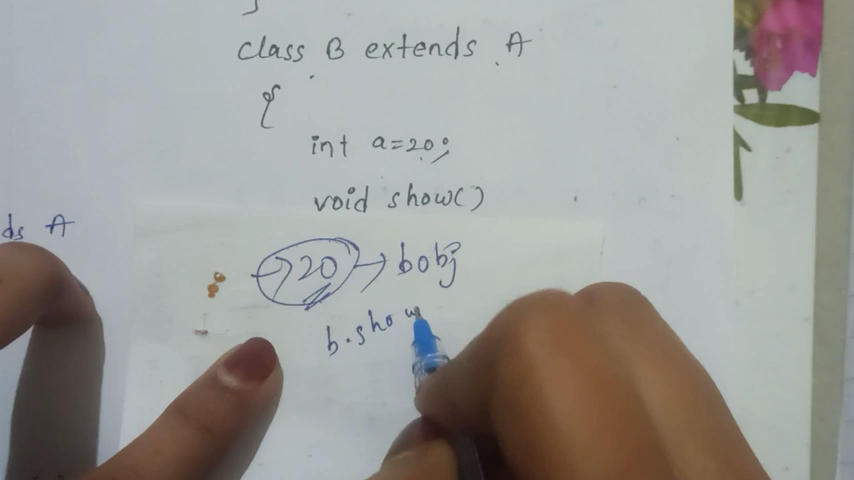 class B extends A
{
int a=20;
void show()
ds A
→20 → bobj
b.show